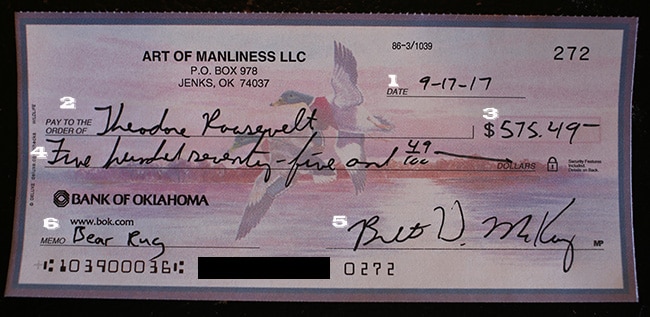 ART OF MANLINESS LLC 86-3/1039 272
P.O. BOX 978
JENKS, OK 74037
1 DATE 9-17-17
2 PAY TO THE ORDER OF Theodore Roosevelt 3 $ 575.49
4 Five hundred seventy-five and 49/100 DOLLARS Security Features Included. Details on Back.
BANK OF OKLAHOMA
www.bok.com
6 MEMO Bear Rug 5 Brett D. McKay MP
103900036 0272